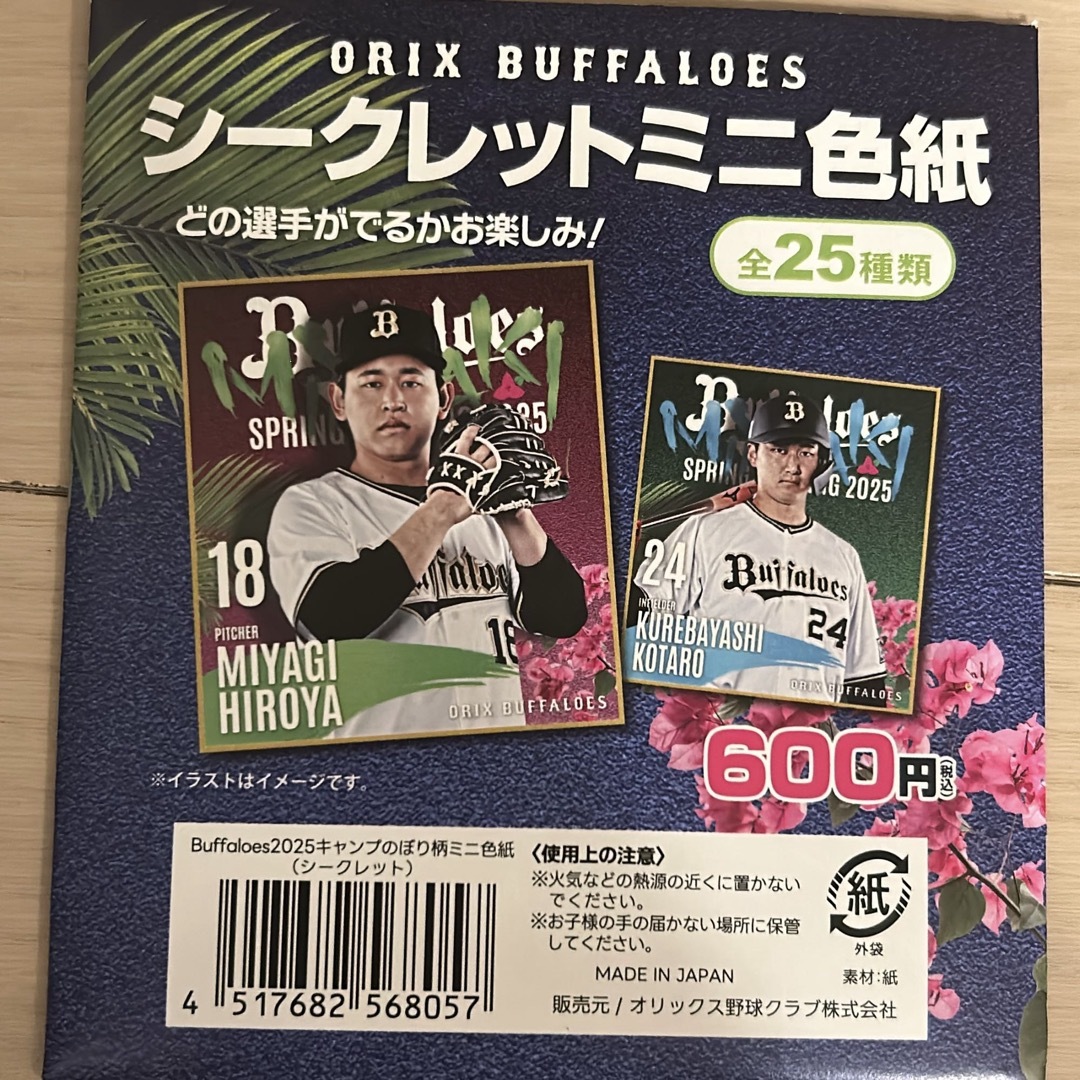 ORIX BUFFALOES
シークレットミニ色紙
どの選手がでるかお楽しみ!
全25種類
Buffaloes
MIYAZAKI
SPRING 2025
18
PITCHER
MIYAGI
HIROYA
Buffaloes
18
ORIX BUFFALOES
Buffaloes
MIYAZAKI
SPRING 2025
24
INFIELDER
KUREBAYASHI
KOTARO
Buffaloes
24
ORIX BUFFALOES
※イラストはイメージです。
600円(税込)
Buffaloes2025キャンプのぼり柄ミニ色紙
(シークレット)
4 517682 568057
〈使用上の注意〉
※火気などの熱源の近くに置かない
でください。
※お子様の手の届かない場所に保管
してください。
MADE IN JAPAN
販売元 / オリックス野球クラブ株式会社
紙
外袋
素材:紙